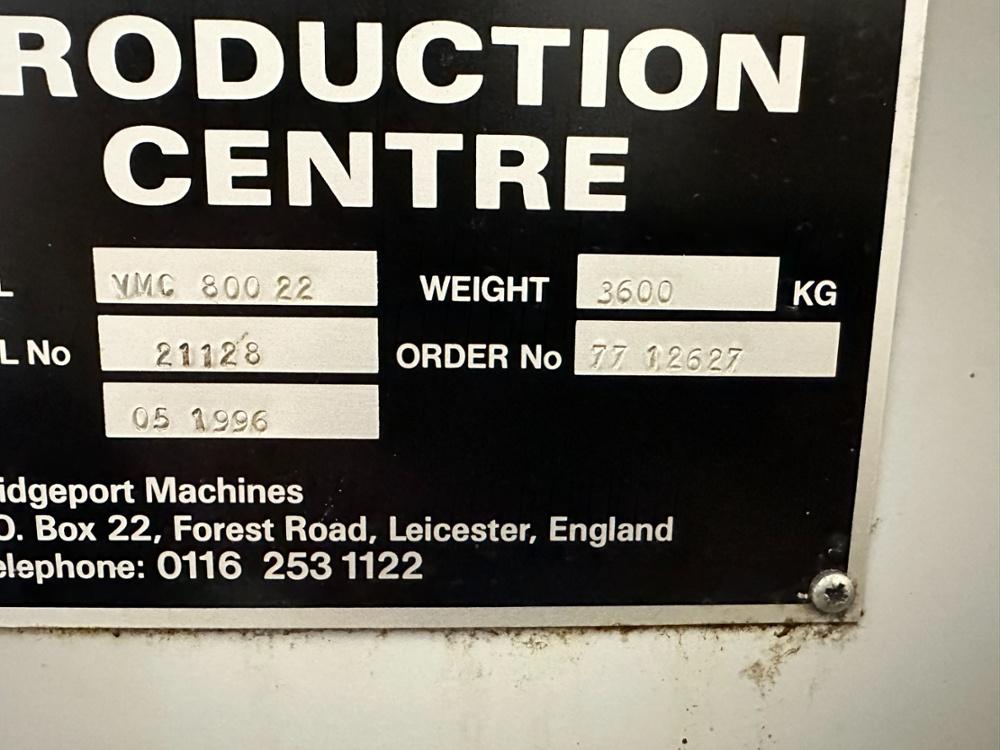 RODUCTION
CENTRE
L VMC 800 22 WEIGHT 3600 KG
L No 21128 ORDER No 77 12627
05 1996
idgeport Machines
O. Box 22, Forest Road, Leicester, England
elephone: 0116 253 1122